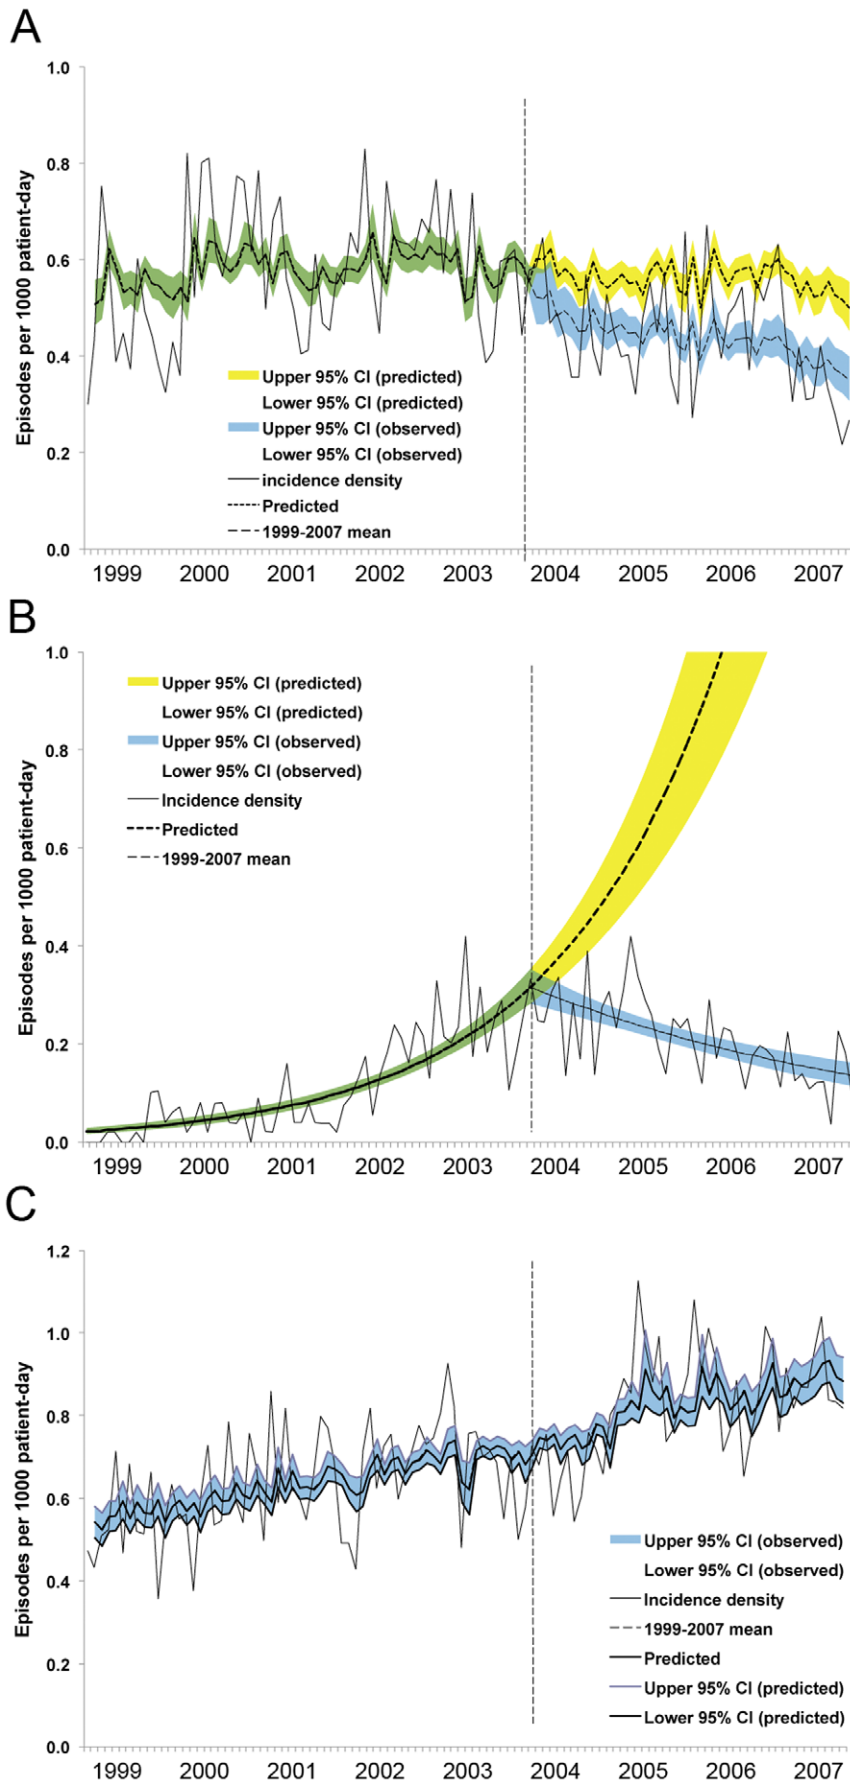 A
Episodes per 1000 patient-day
1.0
0.8
0.6
0.4
0.2
0.0
Upper 95% CI (predicted)
Lower 95% CI (predicted)
Upper 95% CI (observed)
Lower 95% CI (observed)
incidence density
Predicted
1999-2007 mean
1999 2000 2001 2002 2003 2004 2005 2006 2007
B
Episodes per 1000 patient-day
1.0
0.8
0.6
0.4
0.2
0.0
Upper 95% CI (predicted)
Lower 95% CI (predicted)
Upper 95% CI (observed)
Lower 95% CI (observed)
Incidence density
Predicted
1999-2007 mean
1999 2000 2001 2002 2003 2004 2005 2006 2007
C
Episodes per 1000 patient-day
1.2
1.0
0.8
0.6
0.4
0.2
0.0
Upper 95% CI (observed)
Lower 95% CI (observed)
Incidence density
1999-2007 mean
Predicted
Upper 95% CI (predicted)
Lower 95% CI (predicted)
1999 2000 2001 2002 2003 2004 2005 2006 2007